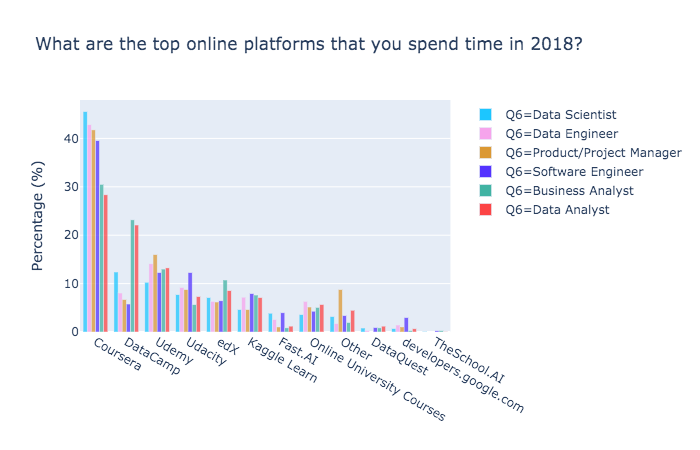 What are the top online platforms that you spend time in 2018?
Percentage (%)
40
30
20
10
0
Coursera
DataCamp
Udemy
Udacity
edX
Kaggle Learn
Fast.AI
Online University Courses
Other
DataQuest
developers.google.com
TheSchool.AI
Q6=Data Scientist
Q6=Data Engineer
Q6=Product/Project Manager
Q6=Software Engineer
Q6=Business Analyst
Q6=Data Analyst